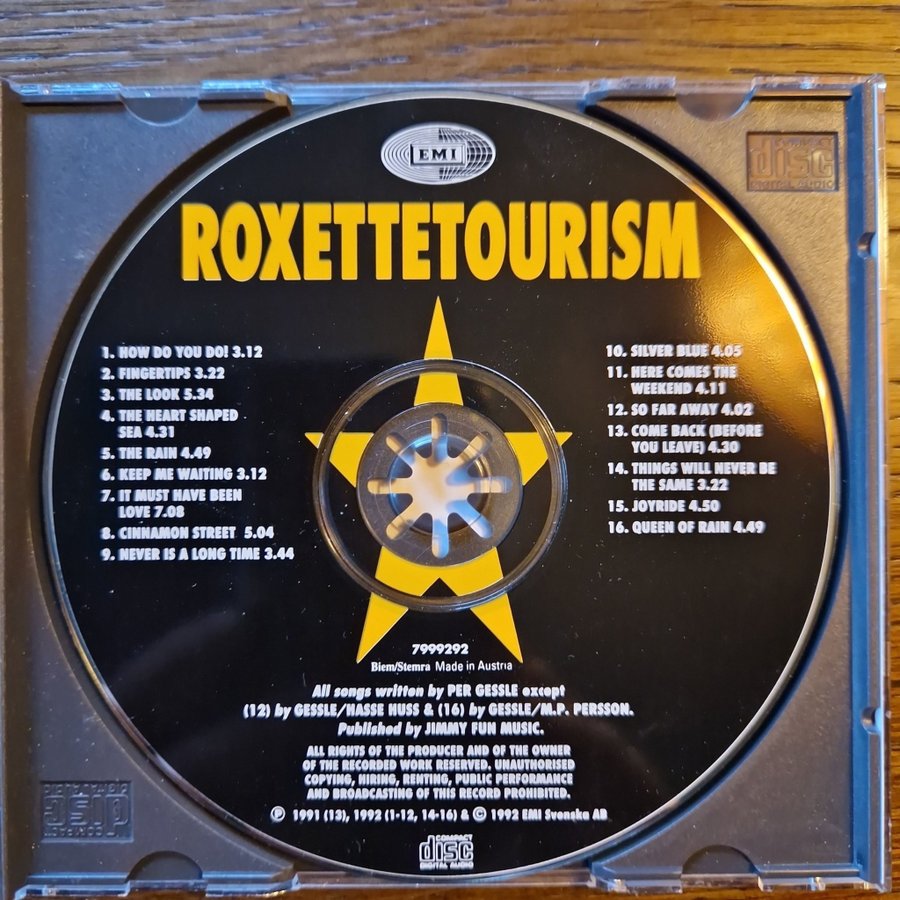 EMI
disc
DIGITAL AUDIO
ROXETTETOURISM
1. HOW DO YOU DO! 3.12
2. FINGERTIPS 3.22
3. THE LOOK 5.34
4. THE HEART SHAPED
SEA 4.31
5. THE RAIN 4.49
6. KEEP ME WAITING 3.12
7. IT MUST HAVE BEEN
LOVE 7.08
8. CINNAMON STREET 5.04
9. NEVER IS A LONG TIME 3.44
10. SILVER BLUE 4.05
11. HERE COMES THE
WEEKEND 4.11
12. SO FAR AWAY 4.02
13. COME BACK (BEFORE
YOU LEAVE) 4.30
14. THINGS WILL NEVER BE
THE SAME 3.22
15. JOYRIDE 4.50
16. QUEEN OF RAIN 4.49
7999292
Biem/Stemra Made in Austria
All songs written by PER GESSLE except
(12) by GESSLE/HASSE HUSS & (16) by GESSLE/M.P. PERSSON.
Published by JIMMY FUN MUSIC.
ALL RIGHTS OF THE PRODUCER AND OF THE OWNER
OF THE RECORDED WORK RESERVED. UNAUTHORISED
COPYING, HIRING, RENTING, PUBLIC PERFORMANCE
AND BROADCASTING OF THIS RECORD PROHIBITED.
℗ 1991 (13), 1992 (1-12, 14-16) & © 1992 EMI Svenska AB
COMPACT
disc
DIGITAL AUDIO
COMPACT
disc
DIGITAL AUDIO